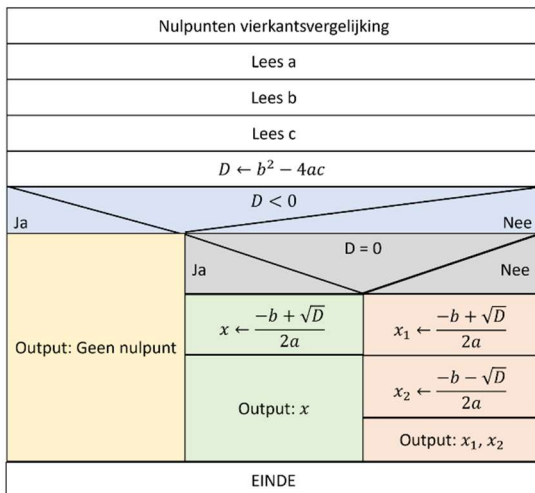 Nulpunten vierkantsvergelijking
Lees a
Lees b
Lees c
D ← b² − 4ac
D < 0
Ja
Nee
D = 0
Ja
Nee
Output: Geen nulpunt
x ← (−b + √D) / 2a
Output: x
x₁ ← (−b + √D) / 2a
x₂ ← (−b − √D) / 2a
Output: x₁, x₂
EINDE